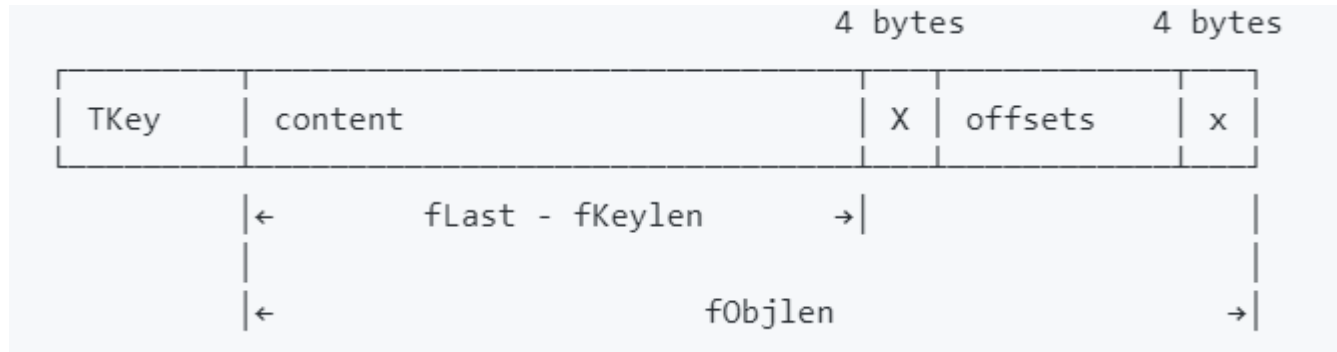 4 bytes 4 bytes
TKey content X offsets x
fLast - fKeylen
fObjlen